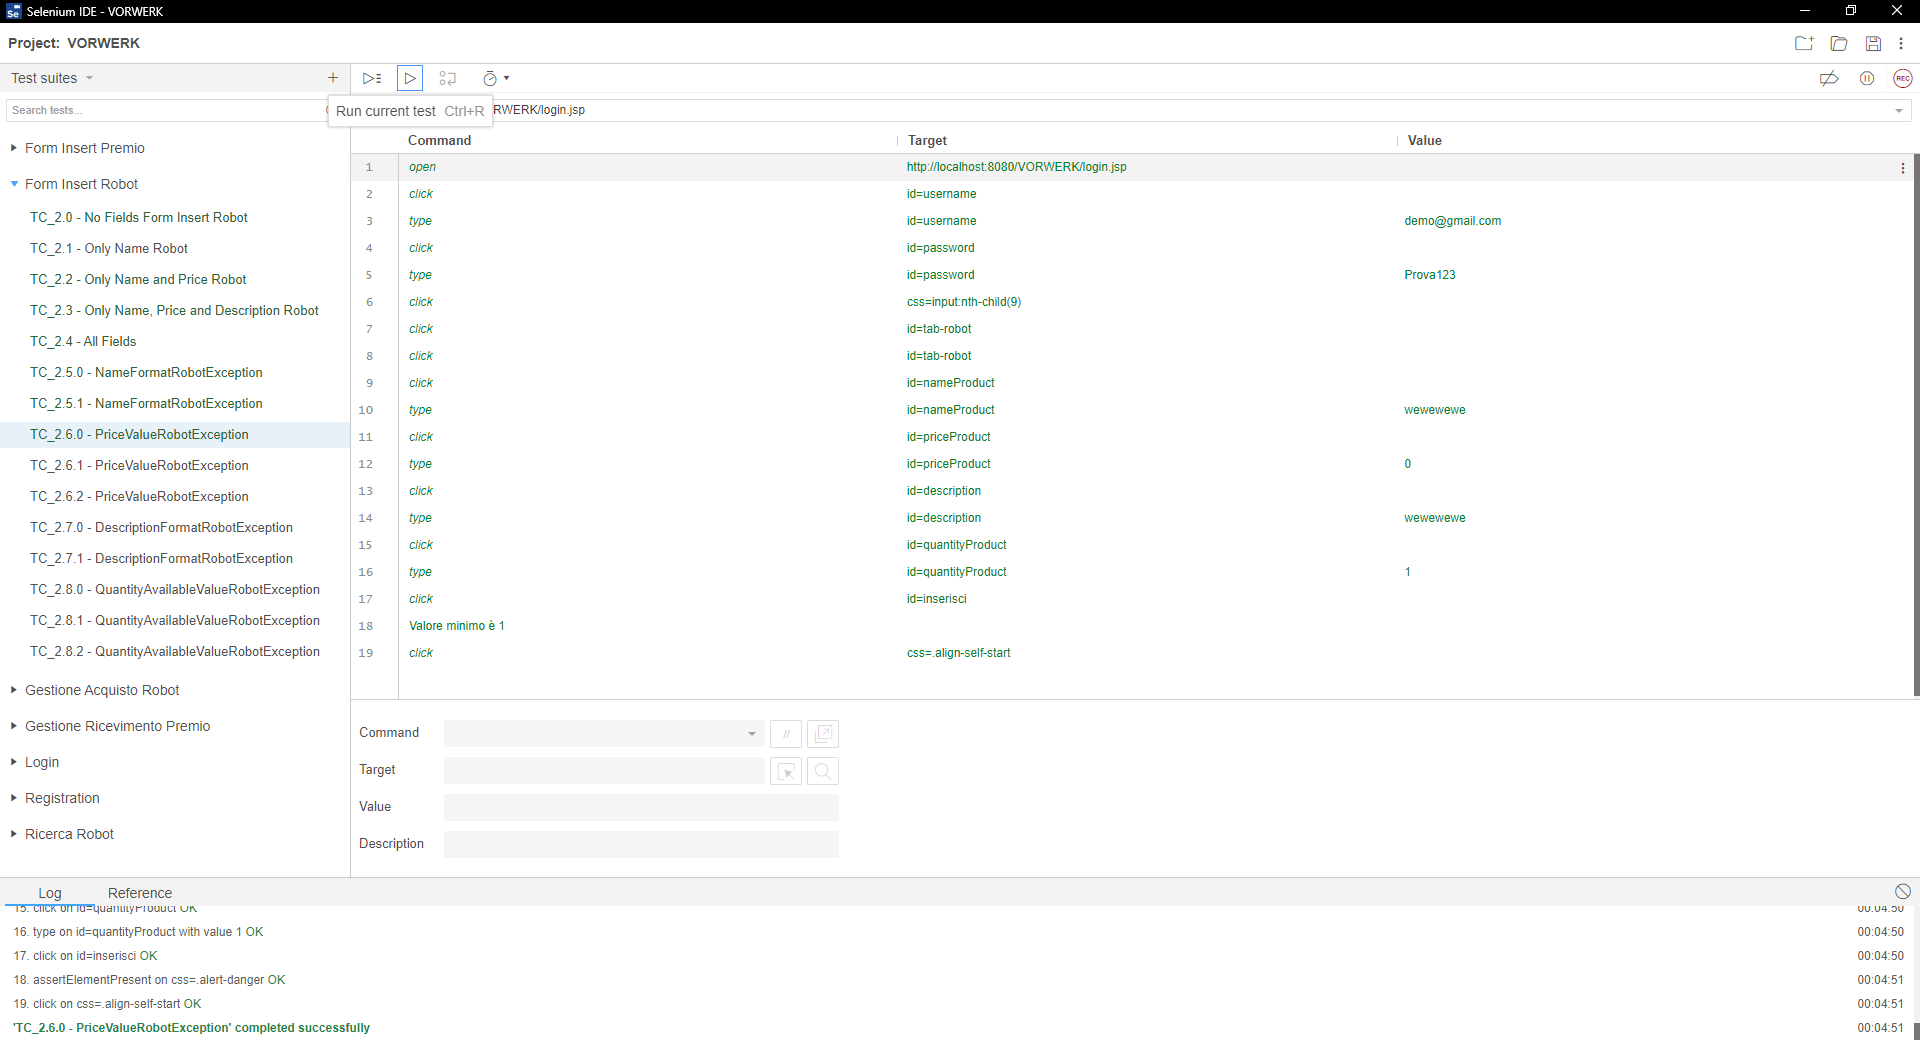 Se Selenium IDE - VORWERK
Project: VORWERK
Test suites
Search tests...
Run current test Ctrl+R
RWERK/login.jsp
REC
Form Insert Premio
Form Insert Robot
TC_2.0 - No Fields Form Insert Robot
TC_2.1 - Only Name Robot
TC_2.2 - Only Name and Price Robot
TC_2.3 - Only Name, Price and Description Robot
TC_2.4 - All Fields
TC_2.5.0 - NameFormatRobotException
TC_2.5.1 - NameFormatRobotException
TC_2.6.0 - PriceValueRobotException
TC_2.6.1 - PriceValueRobotException
TC_2.6.2 - PriceValueRobotException
TC_2.7.0 - DescriptionFormatRobotException
TC_2.7.1 - DescriptionFormatRobotException
TC_2.8.0 - QuantityAvailableValueRobotException
TC_2.8.1 - QuantityAvailableValueRobotException
TC_2.8.2 - QuantityAvailableValueRobotException
Gestione Acquisto Robot
Gestione Ricevimento Premio
Login
Registration
Ricerca Robot
Command Target Value
1 open http://localhost:8080/VORWERK/login.jsp
2 click id=username
3 type id=username demo@gmail.com
4 click id=password
5 type id=password Prova123
6 click css=input:nth-child(9)
7 click id=tab-robot
8 click id=tab-robot
9 click id=nameProduct
10 type id=nameProduct wewewewe
11 click id=priceProduct
12 type id=priceProduct 0
13 click id=description
14 type id=description wewewewe
15 click id=quantityProduct
16 type id=quantityProduct 1
17 click id=inserisci
18 Valore minimo è 1
19 click css=.align-self-start
Command //
Target
Value
Description
Log Reference
15. click on id=quantityProduct OK 00:04:50
16. type on id=quantityProduct with value 1 OK 00:04:50
17. click on id=inserisci OK 00:04:50
18. assertElementPresent on css=.alert-danger OK 00:04:51
19. click on css=.align-self-start OK 00:04:51
'TC_2.6.0 - PriceValueRobotException' completed successfully 00:04:51